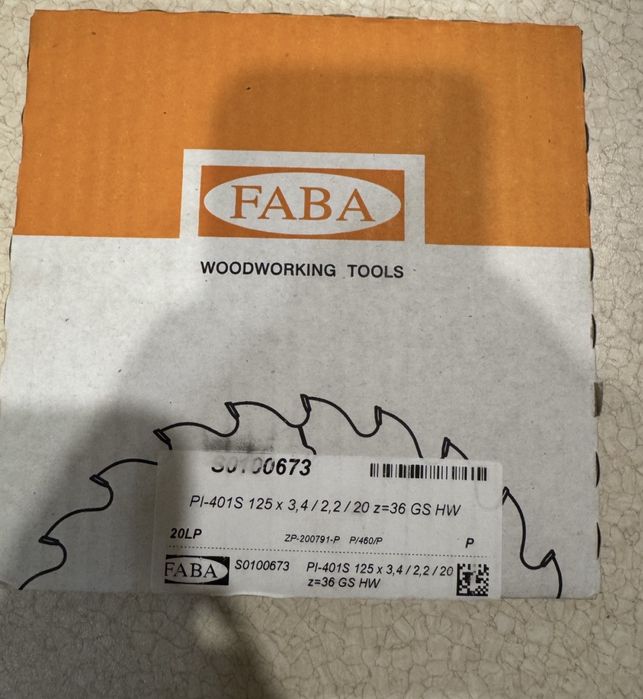 FABA
WOODWORKING TOOLS
S0100673
PI-401S 125 x 3,4 / 2,2 / 20 z=36 GS HW
20LP ZP-200791-P P/460/P P
FABA S0100673 PI-401S 125 x 3,4 / 2,2 / 20
z=36 GS HW